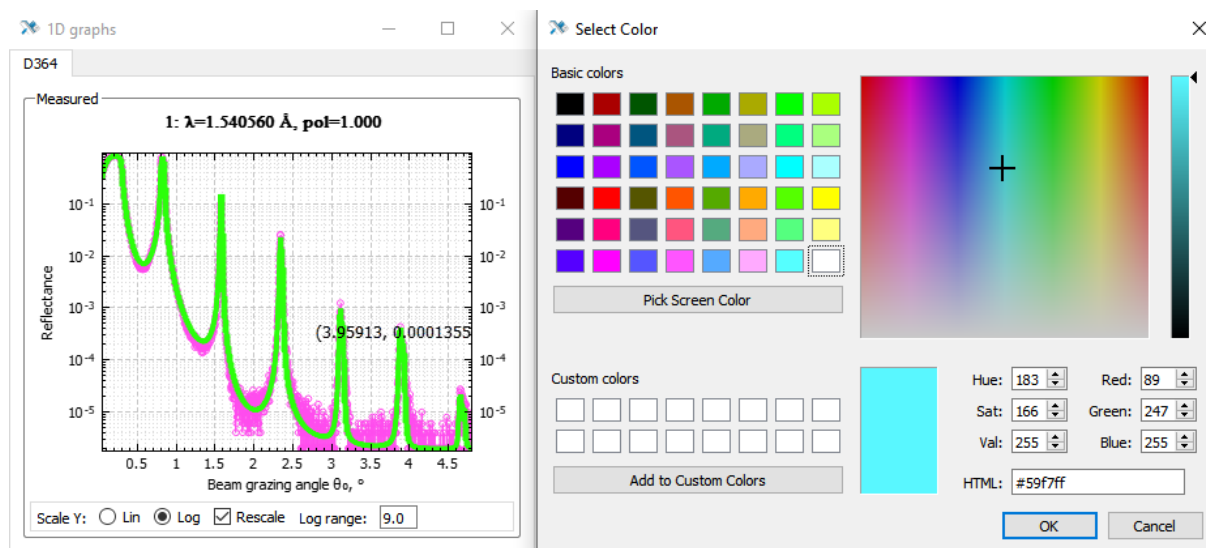 1D graphs
D364
Measured
1: λ=1.540560 Å, pol=1.000
10⁻¹ 10⁻¹
10⁻² 10⁻²
10⁻³ 10⁻³
10⁻⁴ 10⁻⁴
10⁻⁵ 10⁻⁵
Reflectance
(3.95913, 0.0001355
0.5 1 1.5 2 2.5 3 3.5 4 4.5
Beam grazing angle θ₀, °
Scale Y: Lin Log Rescale Log range: 9.0
Select Color
Basic colors
Pick Screen Color
Custom colors
Add to Custom Colors
Hue: 183 Red: 89
Sat: 166 Green: 247
Val: 255 Blue: 255
HTML: #59f7ff
OK Cancel